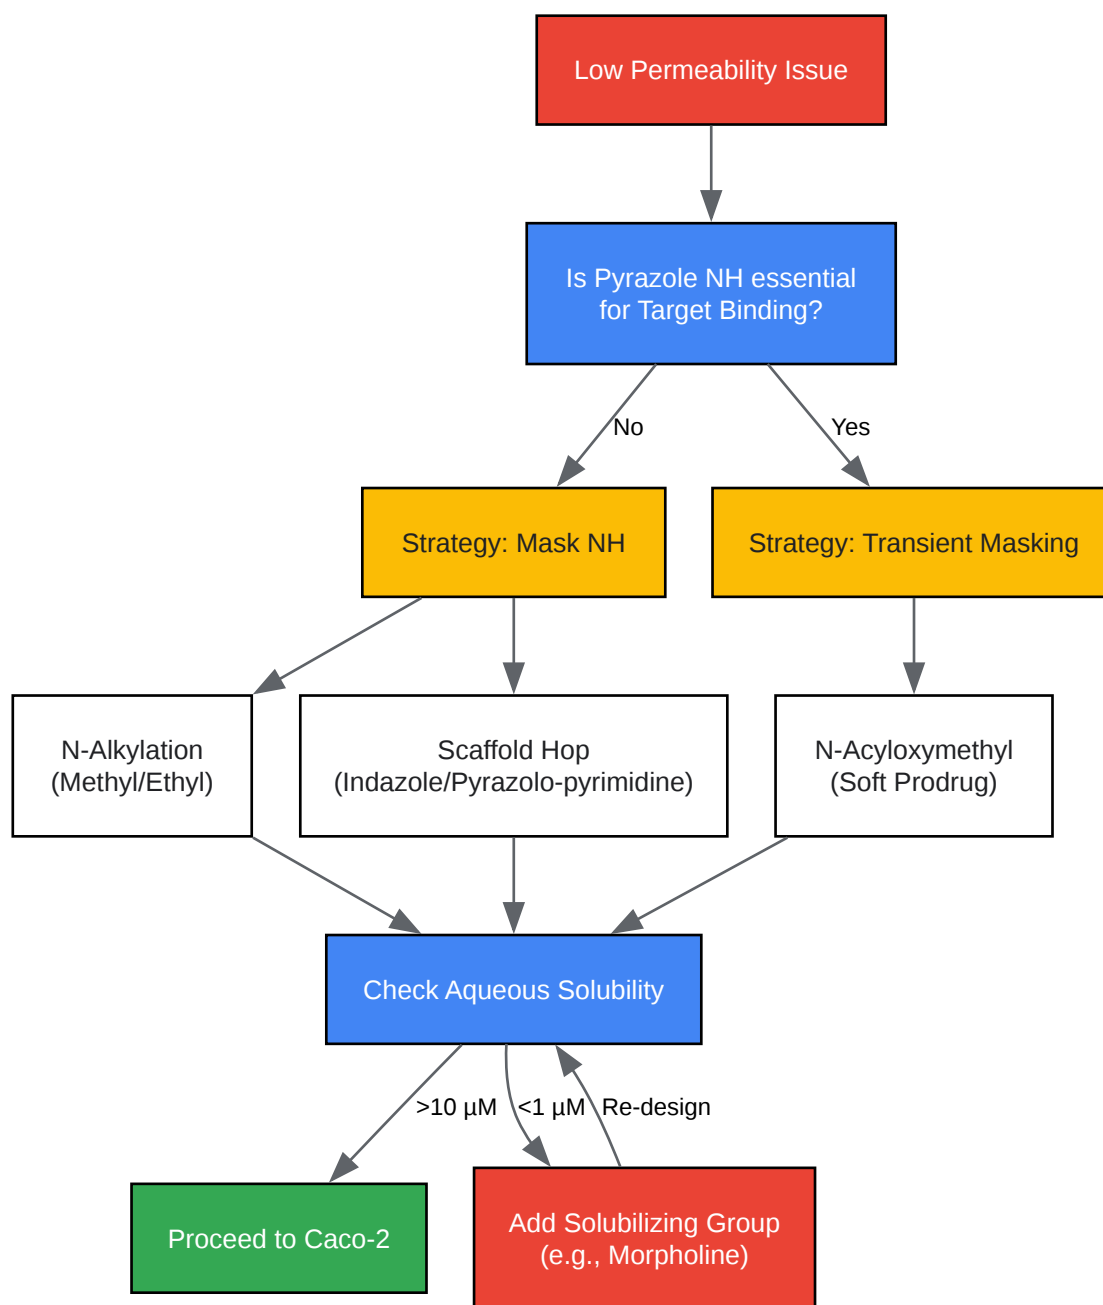 Low Permeability Issue
Is Pyrazole NH essential
for Target Binding?
No
Yes
Strategy: Mask NH
Strategy: Transient Masking
N-Alkylation
(Methyl/Ethyl)
Scaffold Hop
(Indazole/Pyrazolo-pyrimidine)
N-Acyloxymethyl
(Soft Prodrug)
Check Aqueous Solubility
>10 µM
<1 µM
Re-design
Proceed to Caco-2
Add Solubilizing Group
(e.g., Morpholine)